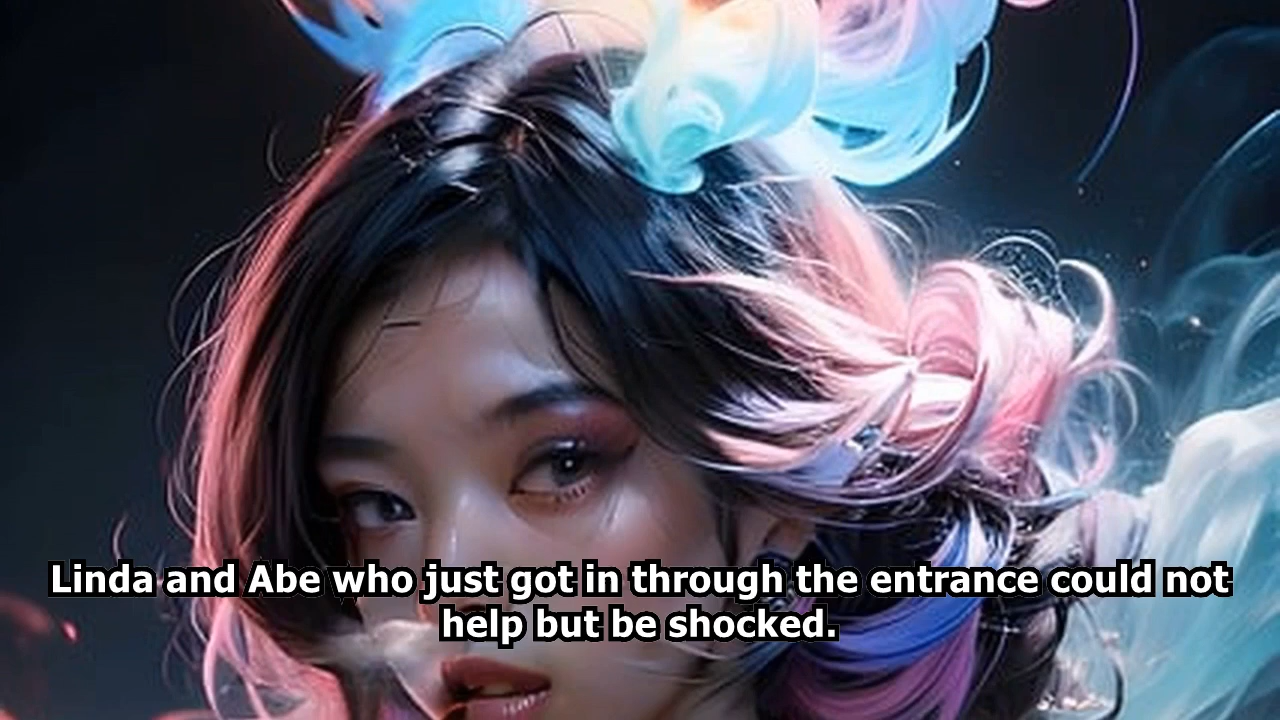 Linda and Abe who just got in through the entrance could not
help but be shocked.